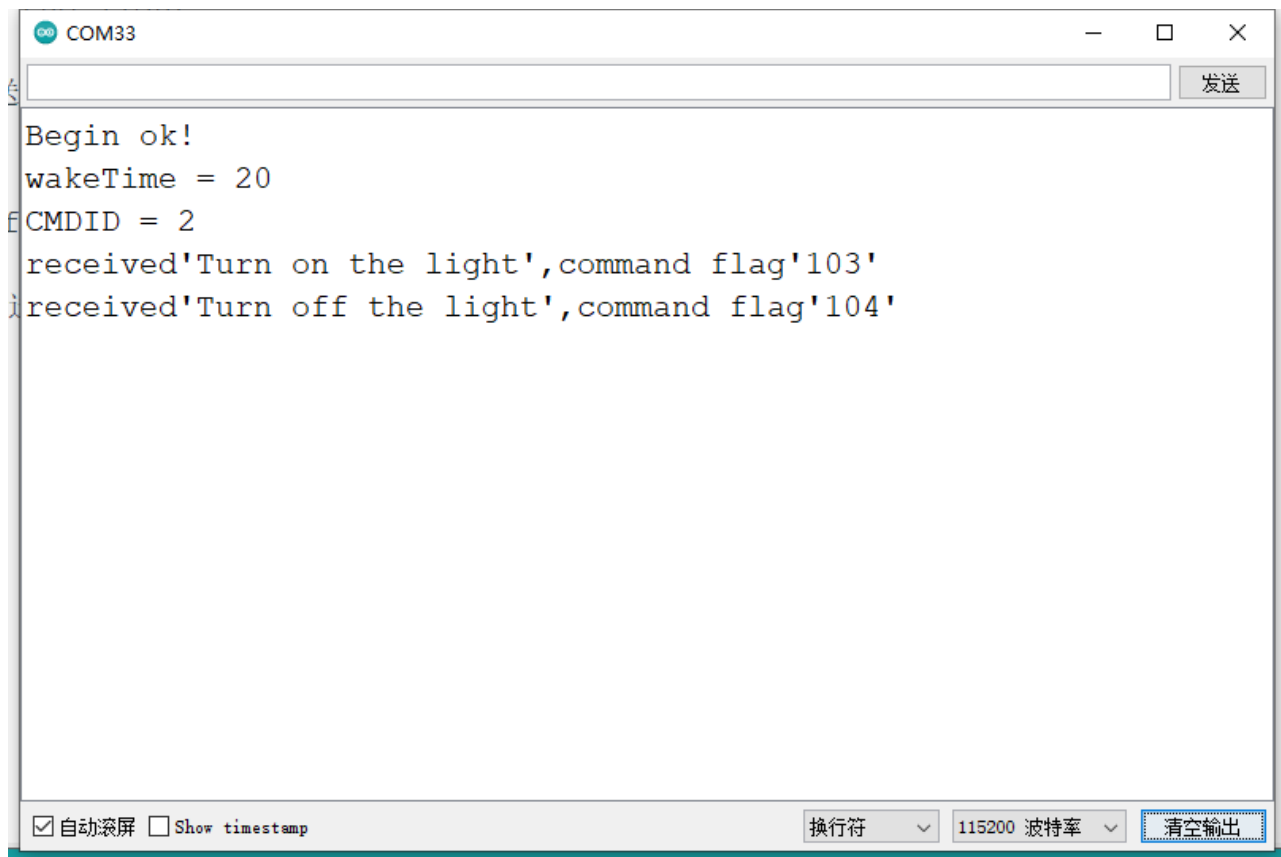 COM33
发送
Begin ok!
wakeTime = 20
CMDID = 2
received'Turn on the light',command flag'103'
received'Turn off the light',command flag'104'
自动滚屏 Show timestamp 换行符 115200 波特率 清空输出